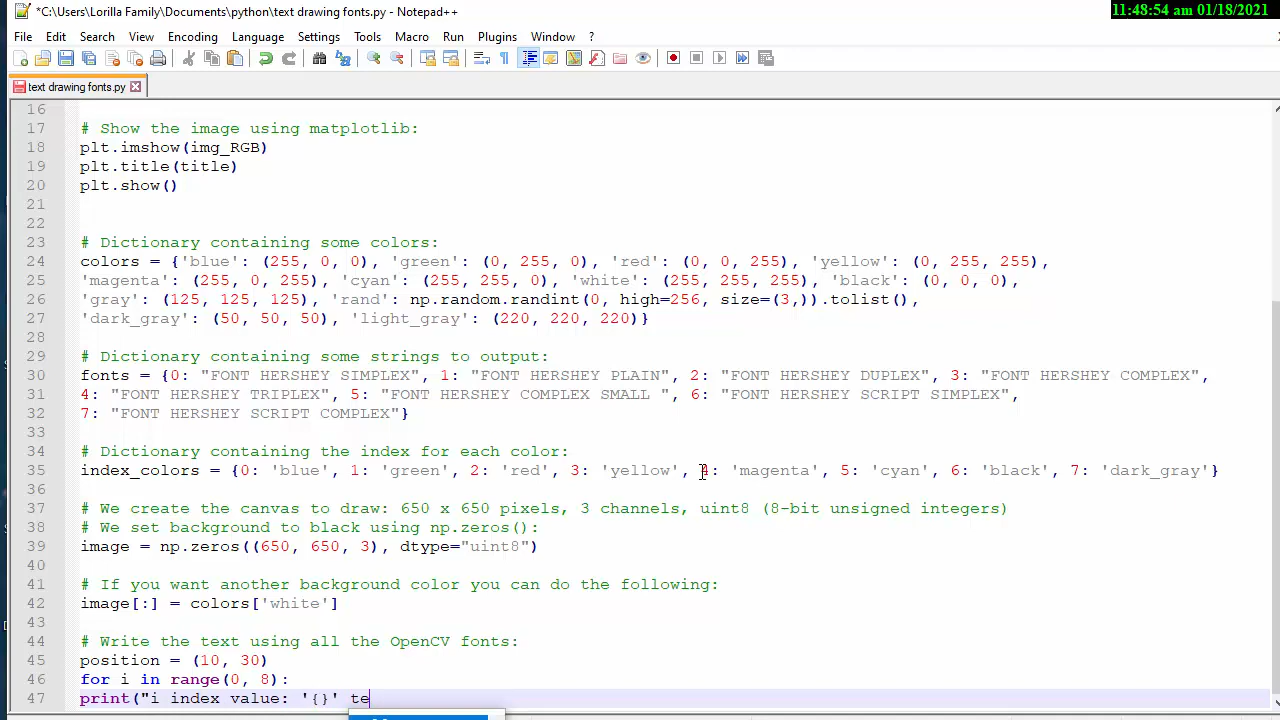 *C:\Users\Lorilla Family\Documents\python\text drawing fonts.py - Notepad++
11:48:54 am 01/18/2021
File Edit Search View Encoding Language Settings Tools Macro Run Plugins Window ?
text drawing fonts.py
16
17 # Show the image using matplotlib:
18 plt.imshow(img_RGB)
19 plt.title(title)
20 plt.show()
21
22
23 # Dictionary containing some colors:
24 colors = {'blue': (255, 0, 0), 'green': (0, 255, 0), 'red': (0, 0, 255), 'yellow': (0, 255, 255),
25 'magenta': (255, 0, 255), 'cyan': (255, 255, 0), 'white': (255, 255, 255), 'black': (0, 0, 0),
26 'gray': (125, 125, 125), 'rand': np.random.randint(0, high=256, size=(3,)).tolist(),
27 'dark_gray': (50, 50, 50), 'light_gray': (220, 220, 220)}
28
29 # Dictionary containing some strings to output:
30 fonts = {0: "FONT HERSHEY SIMPLEX", 1: "FONT HERSHEY PLAIN", 2: "FONT HERSHEY DUPLEX", 3: "FONT HERSHEY COMPLEX",
31 4: "FONT HERSHEY TRIPLEX", 5: "FONT HERSHEY COMPLEX SMALL ", 6: "FONT HERSHEY SCRIPT SIMPLEX",
32 7: "FONT HERSHEY SCRIPT COMPLEX"}
33
34 # Dictionary containing the index for each color:
35 index_colors = {0: 'blue', 1: 'green', 2: 'red', 3: 'yellow', 4: 'magenta', 5: 'cyan', 6: 'black', 7: 'dark_gray'}
36
37 # We create the canvas to draw: 650 x 650 pixels, 3 channels, uint8 (8-bit unsigned integers)
38 # We set background to black using np.zeros():
39 image = np.zeros((650, 650, 3), dtype="uint8")
40
41 # If you want another background color you can do the following:
42 image[:] = colors['white']
43
44 # Write the text using all the OpenCV fonts:
45 position = (10, 30)
46 for i in range(0, 8):
47 print("i index value: '{}' te